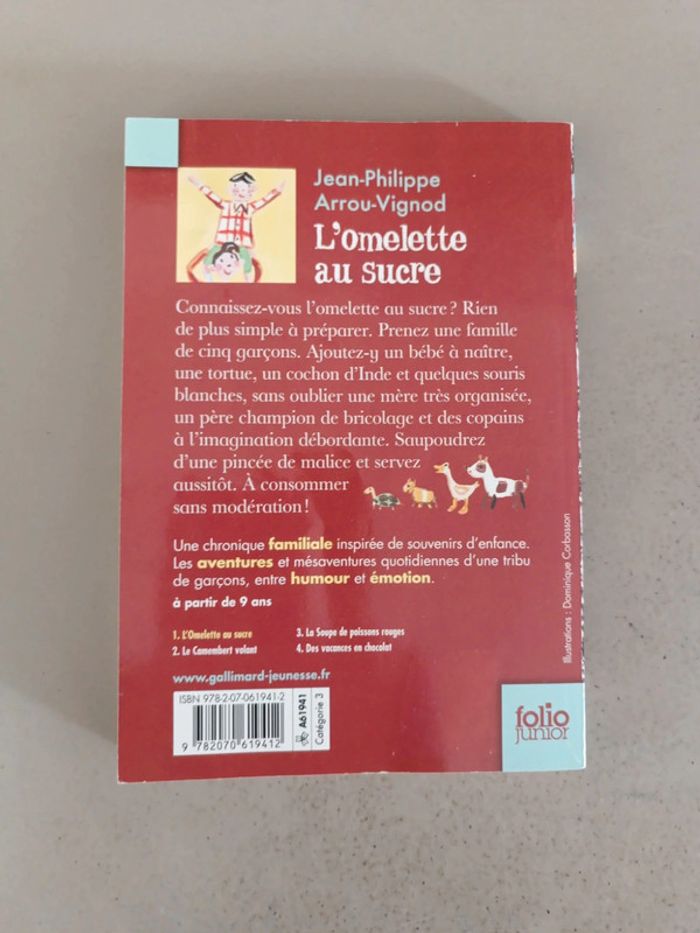 Jean-Philippe
Arrou-Vignod
L'omelette
au sucre
Connaissez-vous l'omelette au sucre ? Rien
de plus simple à préparer. Prenez une famille
de cinq garçons. Ajoutez-y un bébé à naître,
une tortue, un cochon d'Inde et quelques souris
blanches, sans oublier une mère très organisée,
un père champion de bricolage et des copains
à l'imagination débordante. Saupoudrez
d'une pincée de malice et servez
aussitôt. À consommer
sans modération !
Une chronique familiale inspirée de souvenirs d'enfance.
Les aventures et mésaventures quotidiennes d'une tribu
de garçons, entre humour et émotion.
à partir de 9 ans
1. L'Omelette au sucre
2. Le Camembert volant
3. La Soupe de poissons rouges
4. Des vacances en chocolat
www.gallimard-jeunesse.fr
ISBN 978-2-07-061941-2
9 782070 619412
A61941
Catégorie 3
Illustrations : Dominique Corbasson
folio
junior